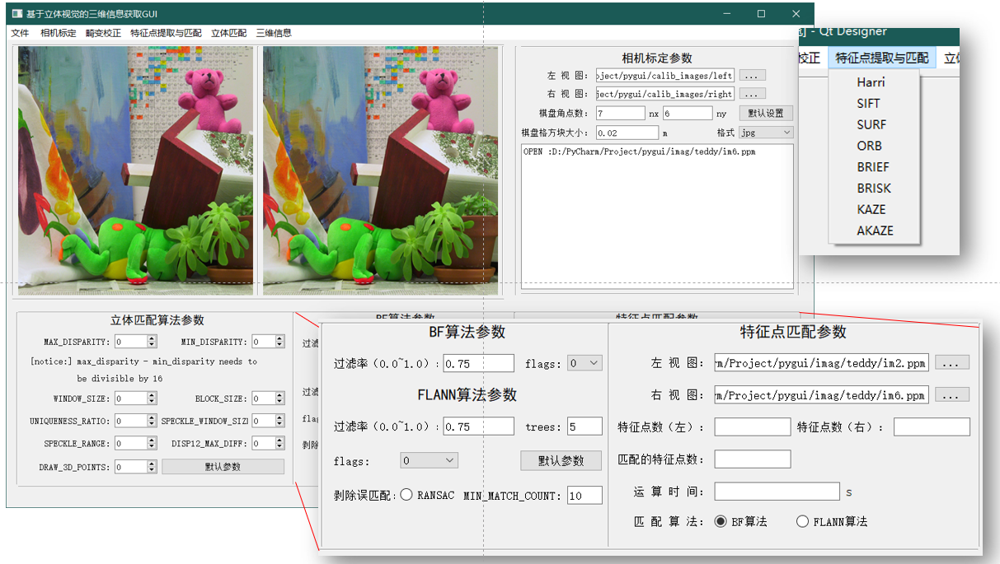 基于立体视觉的三维信息获取GUI
文件 相机标定 畸变校正 特征点提取与匹配 立体匹配 三维信息
相机标定参数
左 视 图: oject/pygui/calib_images/left ...
右 视 图: ject/pygui/calib_images/right ...
棋盘角点数: 7 nx 6 ny 默认设置
棋盘格方块大小: 0.02 m 格式 jpg
OPEN :D:/PyCharm/Project/pygui/imag/teddy/im6.ppm
- Qt Designer
校正 特征点提取与匹配 立体
Harri
SIFT
SURF
ORB
BRIEF
BRISK
KAZE
AKAZE
立体匹配算法参数
MAX_DISPARITY: 0 MIN_DISPARITY: 0
[notice:] max_disparity - min_disparity needs to
be divisible by 16
WINDOW_SIZE: 0 BLOCK_SIZE: 0
UNIQUENESS_RATIO: 0 SPECKLE_WINDOW_SIZI 0
SPECKLE_RANGE: 0 DISP12_MAX_DIFF: 0
DRAW_3D_POINTS: 0 默认参数
BF算法参数 特征点匹配参数
过滤
过滤
flag
剥除
BF算法参数
过滤率（0.0~1.0）: 0.75 flags: 0
FLANN算法参数
过滤率（0.0~1.0）: 0.75 trees: 5
flags: 0 默认参数
剥除误匹配: RANSAC MIN_MATCH_COUNT: 10
特征点匹配参数
左 视 图: rm/Project/pygui/imag/teddy/im2.ppm ...
右 视 图: m/Project/pygui/imag/teddy/im6.ppm ...
特征点数（左）: 特征点数（右）:
匹配的特征点数:
运 算 时 间: s
匹 配 算 法: BF算法 FLANN算法